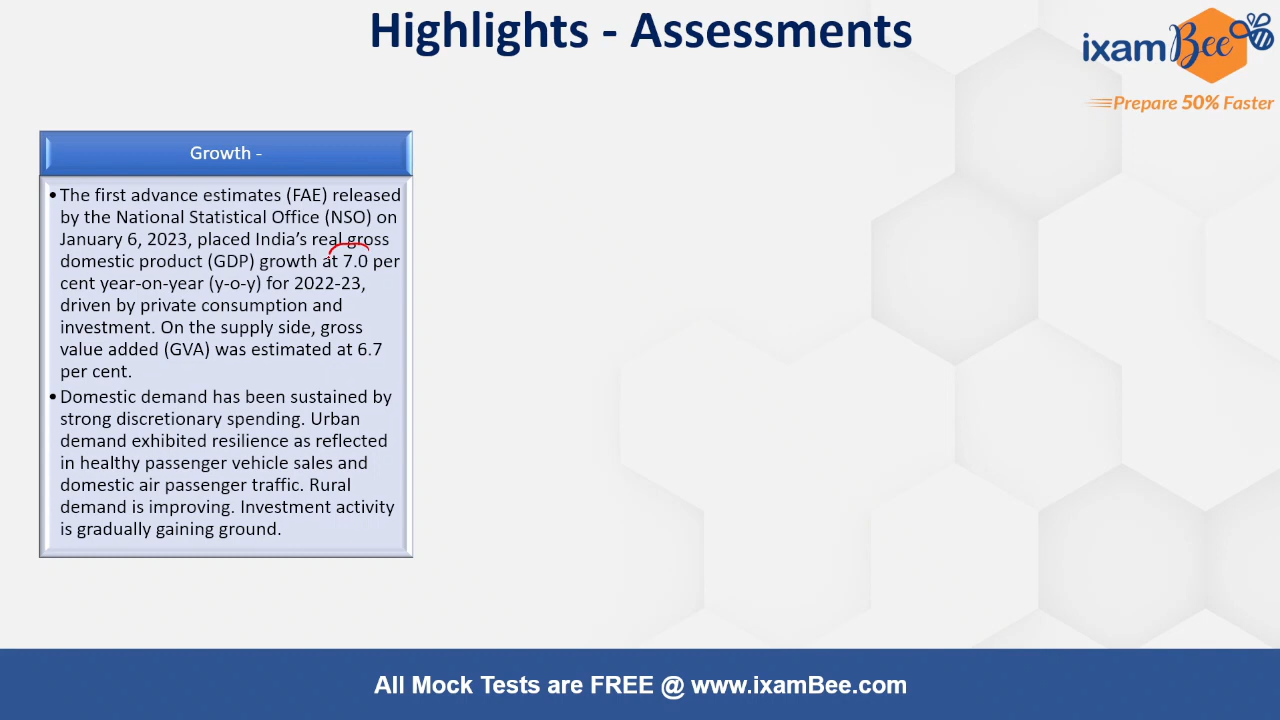 Highlights - Assessments
ixamBee
Prepare 50% Faster
Growth -
•The first advance estimates (FAE) released
by the National Statistical Office (NSO) on
January 6, 2023, placed India’s real gross
domestic product (GDP) growth at 7.0 per
cent year-on-year (y-o-y) for 2022-23,
driven by private consumption and
investment. On the supply side, gross
value added (GVA) was estimated at 6.7
per cent.
•Domestic demand has been sustained by
strong discretionary spending. Urban
demand exhibited resilience as reflected
in healthy passenger vehicle sales and
domestic air passenger traffic. Rural
demand is improving. Investment activity
is gradually gaining ground.
All Mock Tests are FREE @ www.ixamBee.com